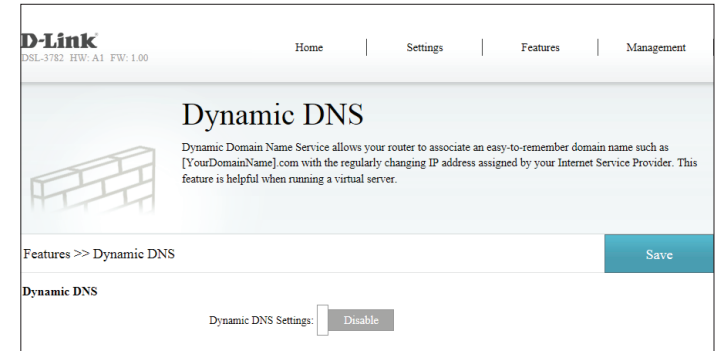 D-Link
DSL-3782 HW: A1 FW: 1.00
Home Settings Features Management
Dynamic DNS
Dynamic Domain Name Service allows your router to associate an easy-to-remember domain name such as
[YourDomainName].com with the regularly changing IP address assigned by your Internet Service Provider. This
feature is helpful when running a virtual server.
Features >> Dynamic DNS Save
Dynamic DNS
Dynamic DNS Settings: Disable